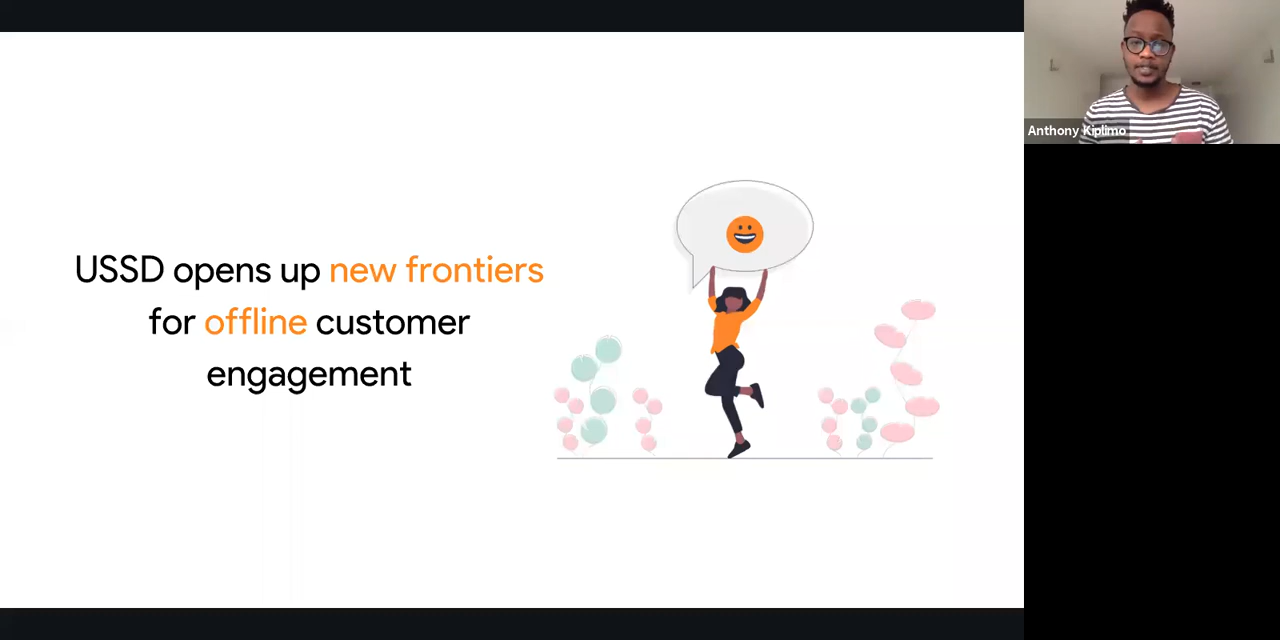 USSD opens up new frontiers
for offline customer
engagement
Anthony Kiplimo